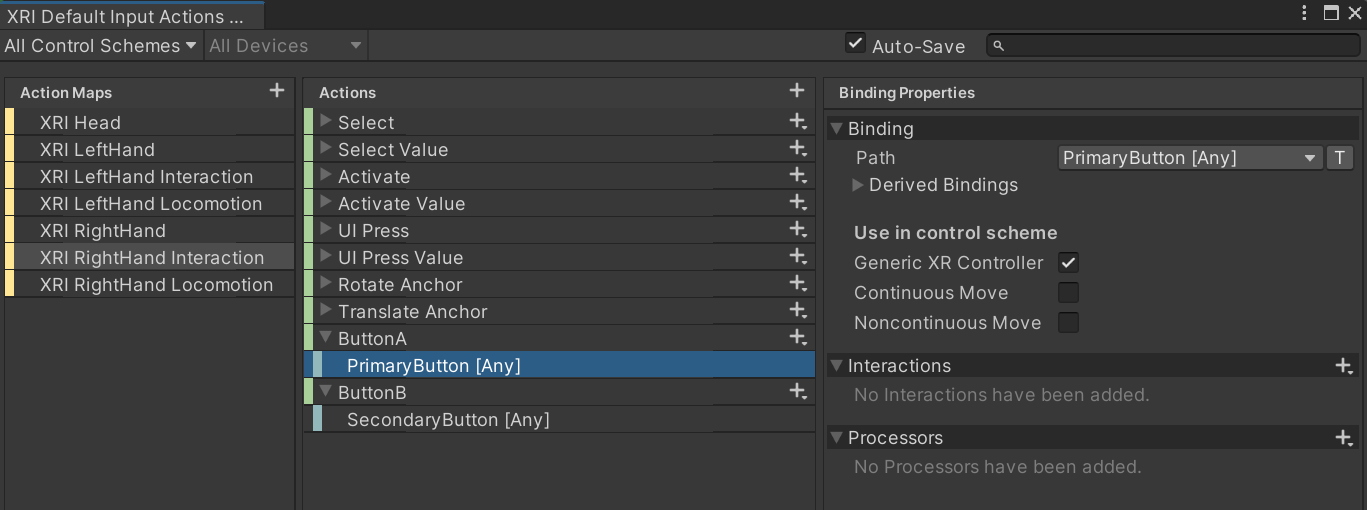 XRI Default Input Actions ...
All Control Schemes All Devices Auto-Save
Action Maps
XRI Head
XRI LeftHand
XRI LeftHand Interaction
XRI LeftHand Locomotion
XRI RightHand
XRI RightHand Interaction
XRI RightHand Locomotion
Actions
Select
Select Value
Activate
Activate Value
UI Press
UI Press Value
Rotate Anchor
Translate Anchor
ButtonA
PrimaryButton [Any]
ButtonB
SecondaryButton [Any]
Binding Properties
Binding
Path PrimaryButton [Any] T
Derived Bindings
Use in control scheme
Generic XR Controller
Continuous Move
Noncontinuous Move
Interactions
No Interactions have been added.
Processors
No Processors have been added.